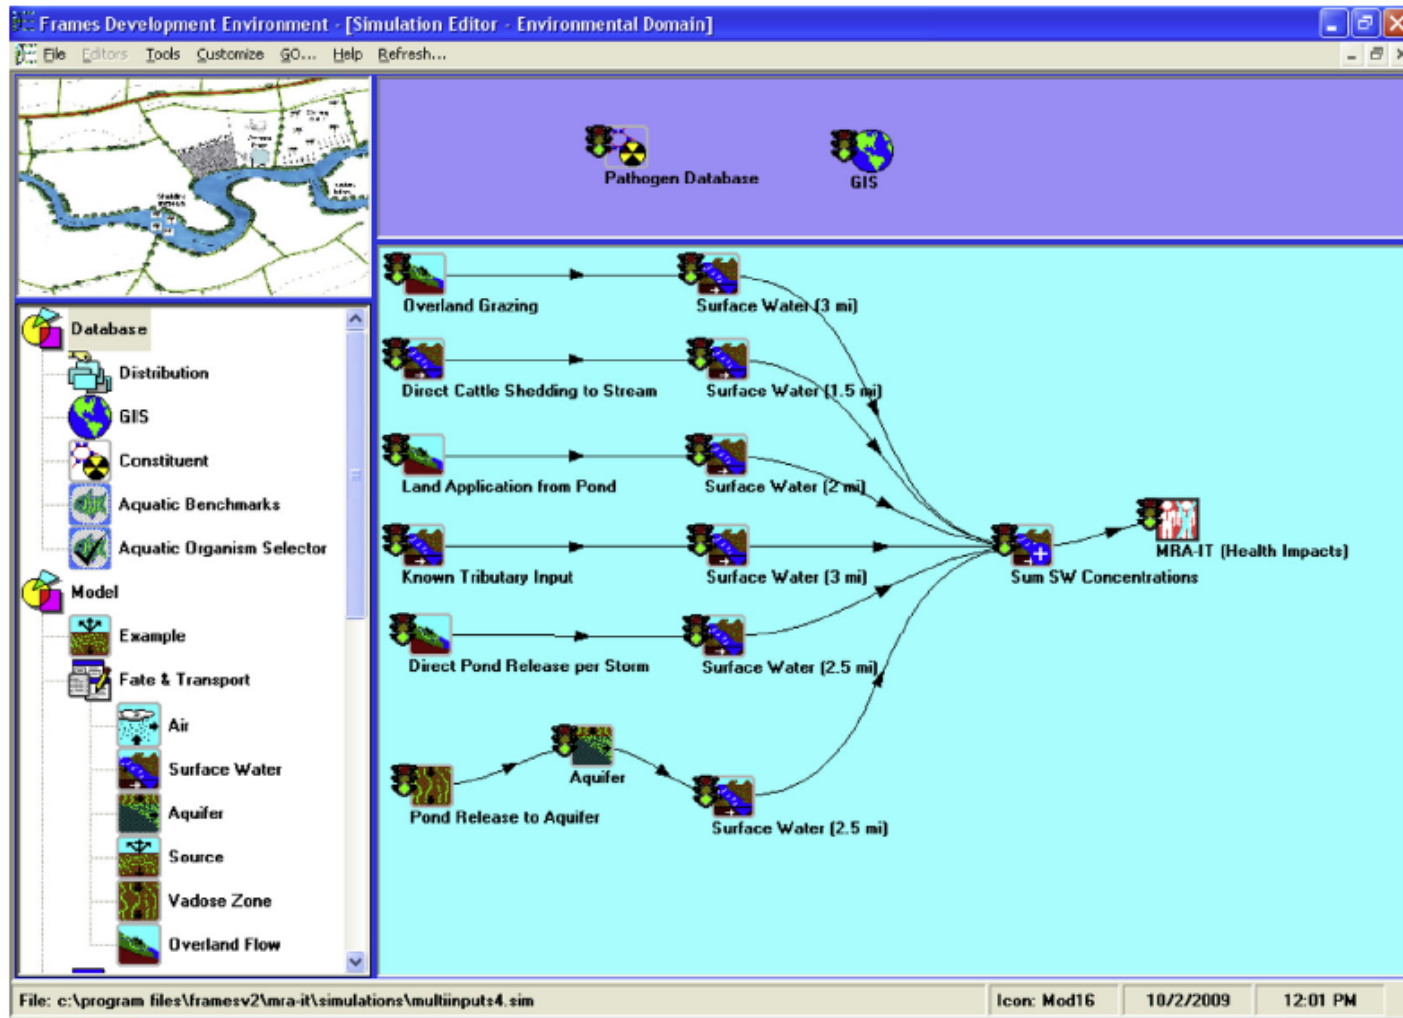 Frames Development Environment - [Simulation Editor - Environmental Domain]
File Editors Tools Customize GO... Help Refresh...
Pathogen Database
GIS
Database
Distribution
GIS
Constituent
Aquatic Benchmarks
Aquatic Organism Selector
Model
Example
Fate & Transport
Air
Surface Water
Aquifer
Source
Vadose Zone
Overland Flow
Overland Grazing
Surface Water (3 mi)
Direct Cattle Shedding to Stream
Surface Water (1.5 mi)
Land Application from Pond
Surface Water (2 mi)
Known Tributary Input
Surface Water (3 mi)
Sum SW Concentrations
MRA-IT (Health Impacts)
Direct Pond Release per Storm
Surface Water (2.5 mi)
Aquifer
Pond Release to Aquifer
Surface Water (2.5 mi)
File: c:\program files\framesv2\mra-it\simulations\multiinputs4.sim
Icon: Mod16
10/2/2009
12:01 PM